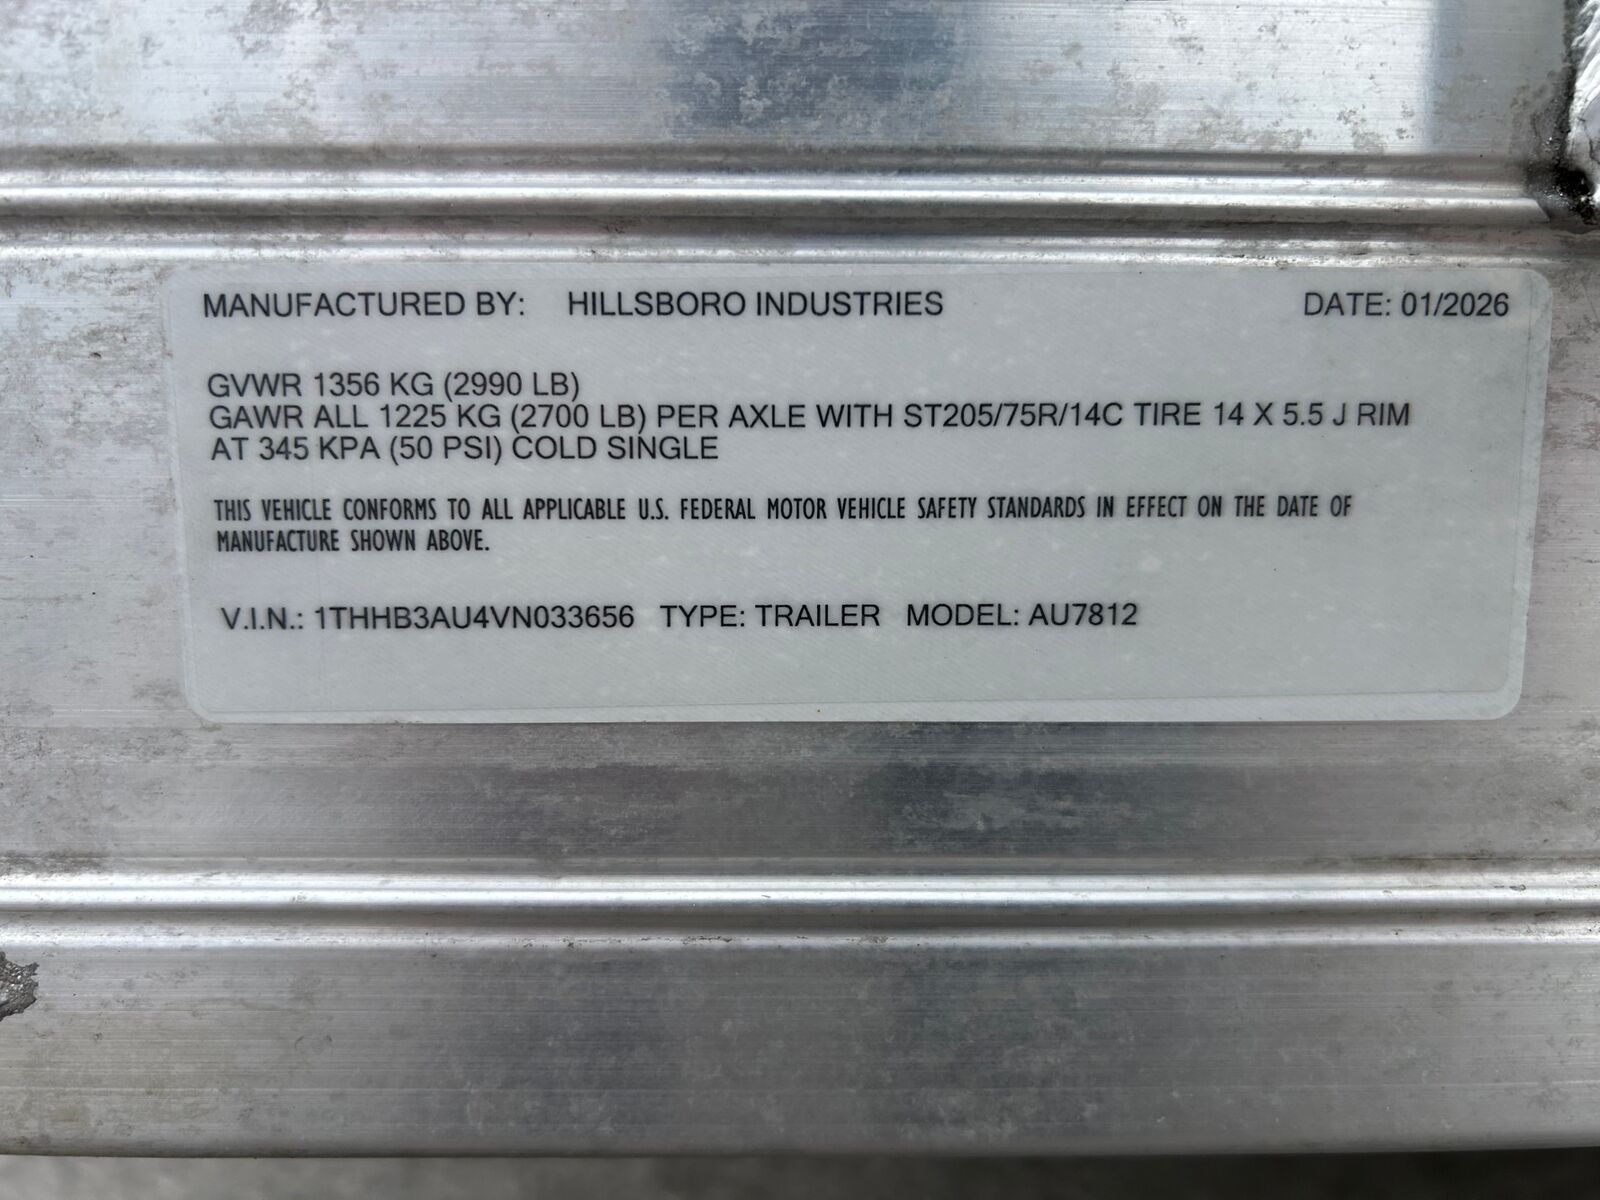 MANUFACTURED BY: HILLSBORO INDUSTRIES DATE: 01/2026
GVWR 1356 KG (2990 LB)
GAWR ALL 1225 KG (2700 LB) PER AXLE WITH ST205/75R/14C TIRE 14 X 5.5 J RIM
AT 345 KPA (50 PSI) COLD SINGLE
THIS VEHICLE CONFORMS TO ALL APPLICABLE U.S. FEDERAL MOTOR VEHICLE SAFETY STANDARDS IN EFFECT ON THE DATE OF
MANUFACTURE SHOWN ABOVE.
V.I.N.: 1THHB3AU4VN033656 TYPE: TRAILER MODEL: AU7812